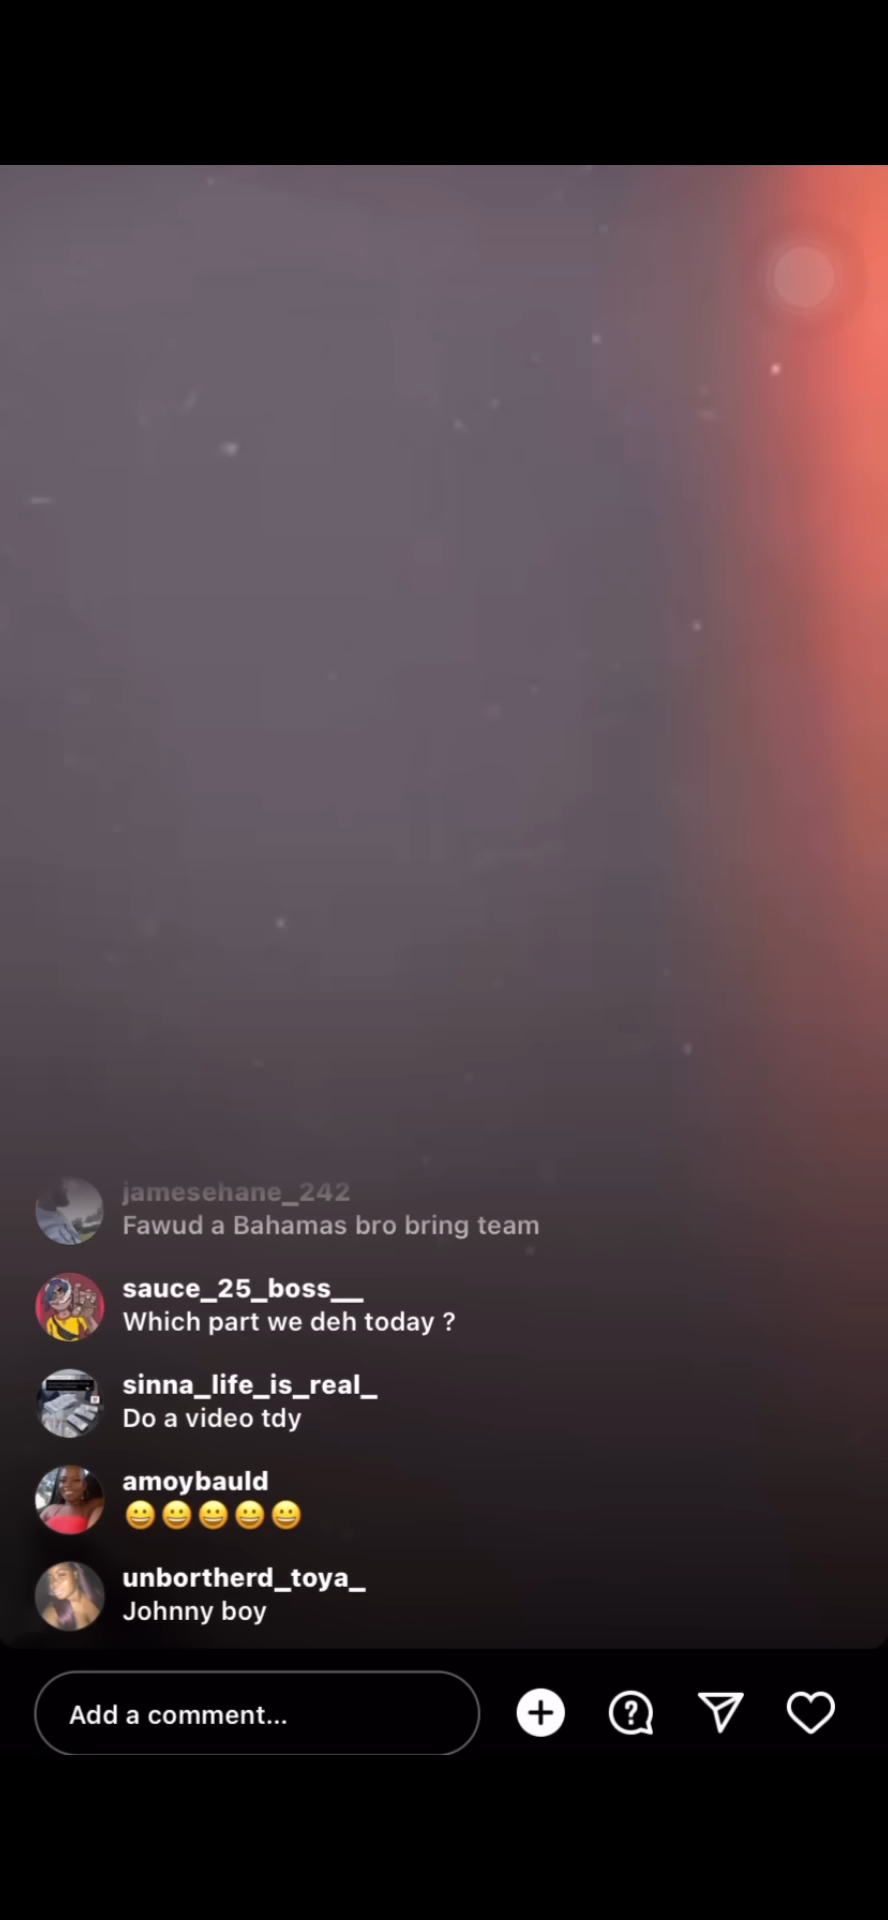 jamesehane_242
Fawud a Bahamas bro bring team
sauce_25_boss__
Which part we deh today ?
sinna_life_is_real_
Do a video tdy
amoybauld
😀😀😀😀😀
unbortherd_toya_
Johnny boy
Add a comment...